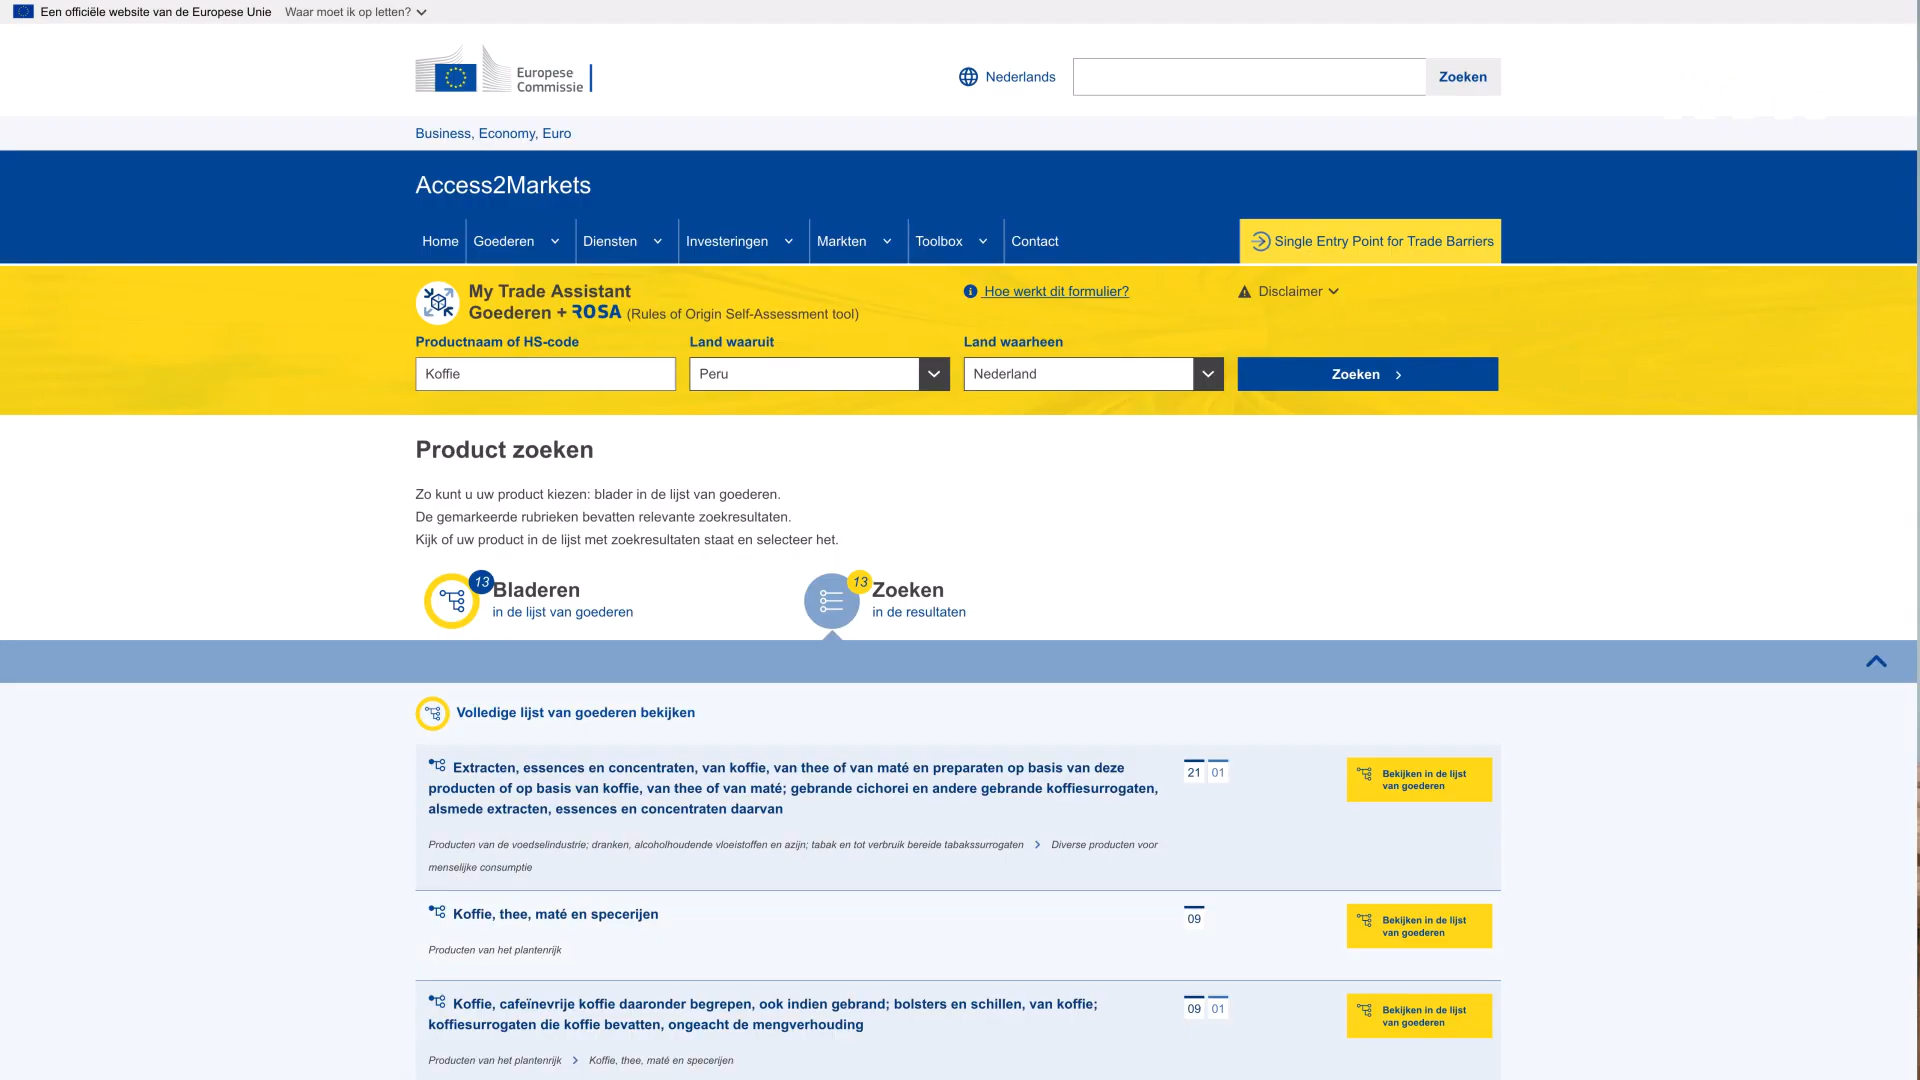 Een officiële website van de Europese Unie Waar moet ik op letten?
Europese
Commissie
Nederlands
Zoeken
Business, Economy, Euro
Access2Markets
Home Goederen Diensten Investeringen Markten Toolbox Contact Single Entry Point for Trade Barriers
My Trade Assistant
Goederen + ROSA (Rules of Origin Self-Assessment tool)
Hoe werkt dit formulier?
Disclaimer
Productnaam of HS-code Land waaruit Land waarheen
Koffie Peru Nederland Zoeken
Product zoeken
Zo kunt u uw product kiezen: blader in de lijst van goederen.
De gemarkeerde rubrieken bevatten relevante zoekresultaten.
Kijk of uw product in de lijst met zoekresultaten staat en selecteer het.
13 Bladeren
in de lijst van goederen
13 Zoeken
in de resultaten
Volledige lijst van goederen bekijken
Extracten, essences en concentraten, van koffie, van thee of van maté en preparaten op basis van deze
producten of op basis van koffie, van thee of van maté; gebrande cichorei en andere gebrande koffiesurrogaten,
alsmede extracten, essences en concentraten daarvan
21 01
Bekijken in de lijst
van goederen
Producten van de voedselindustrie; dranken, alcoholhoudende vloeistoffen en azijn; tabak en tot verbruik bereide tabakssurrogaten > Diverse producten voor
menselijke consumptie
Koffie, thee, maté en specerijen
09
Bekijken in de lijst
van goederen
Producten van het plantenrijk
Koffie, cafeïnevrije koffie daaronder begrepen, ook indien gebrand; bolsters en schillen, van koffie;
koffiesurrogaten die koffie bevatten, ongeacht de mengverhouding
09 01
Bekijken in de lijst
van goederen
Producten van het plantenrijk > Koffie, thee, maté en specerijen